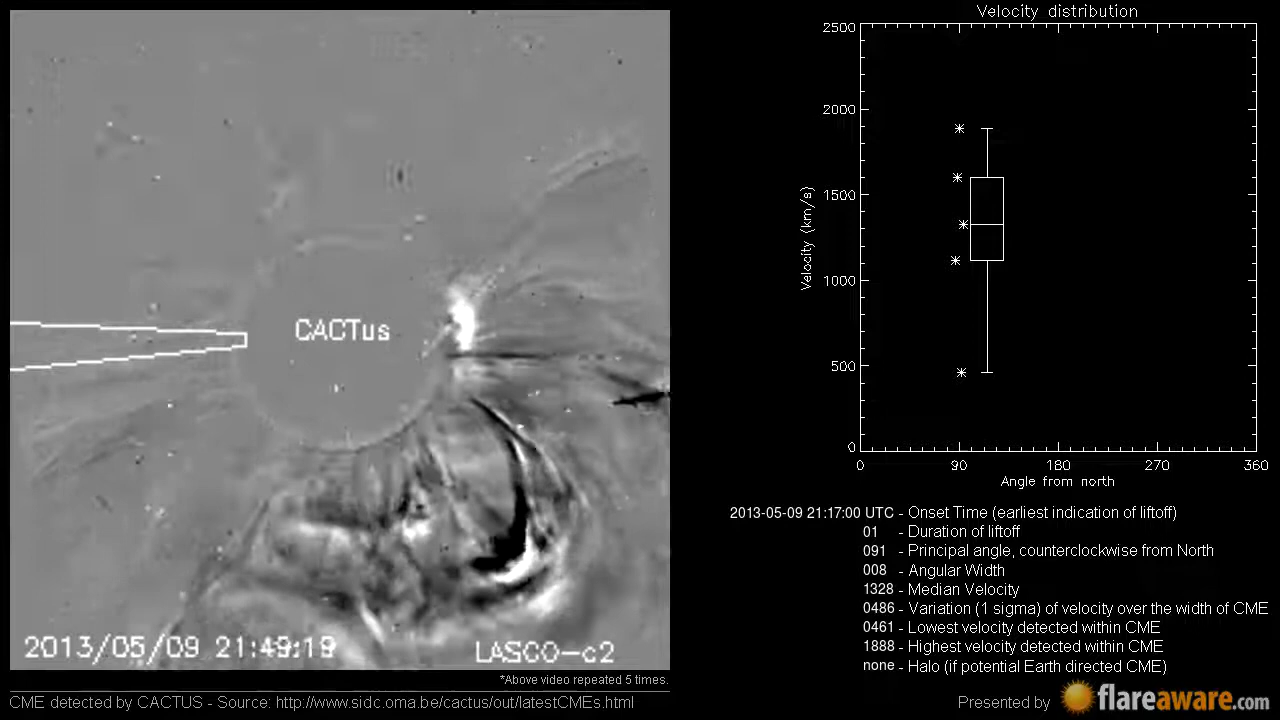 Velocity distribution
2500
2000
1500
1000
500
0
Velocity (km/s)
0 90 180 270 360
Angle from north
CACTus
2013/05/09 21:49:19
LASCO-c2
*Above video repeated 5 times.
CME detected by CACTUS - Source: http://www.sidc.oma.be/cactus/out/latestCMEs.html
2013-05-09 21:17:00 UTC - Onset Time (earliest indication of liftoff)
01 - Duration of liftoff
091 - Principal angle, counterclockwise from North
008 - Angular Width
1328 - Median Velocity
0486 - Variation (1 sigma) of velocity over the width of CME
0461 - Lowest velocity detected within CME
1888 - Highest velocity detected within CME
none - Halo (if potential Earth directed CME)
Presented by flareaware.com